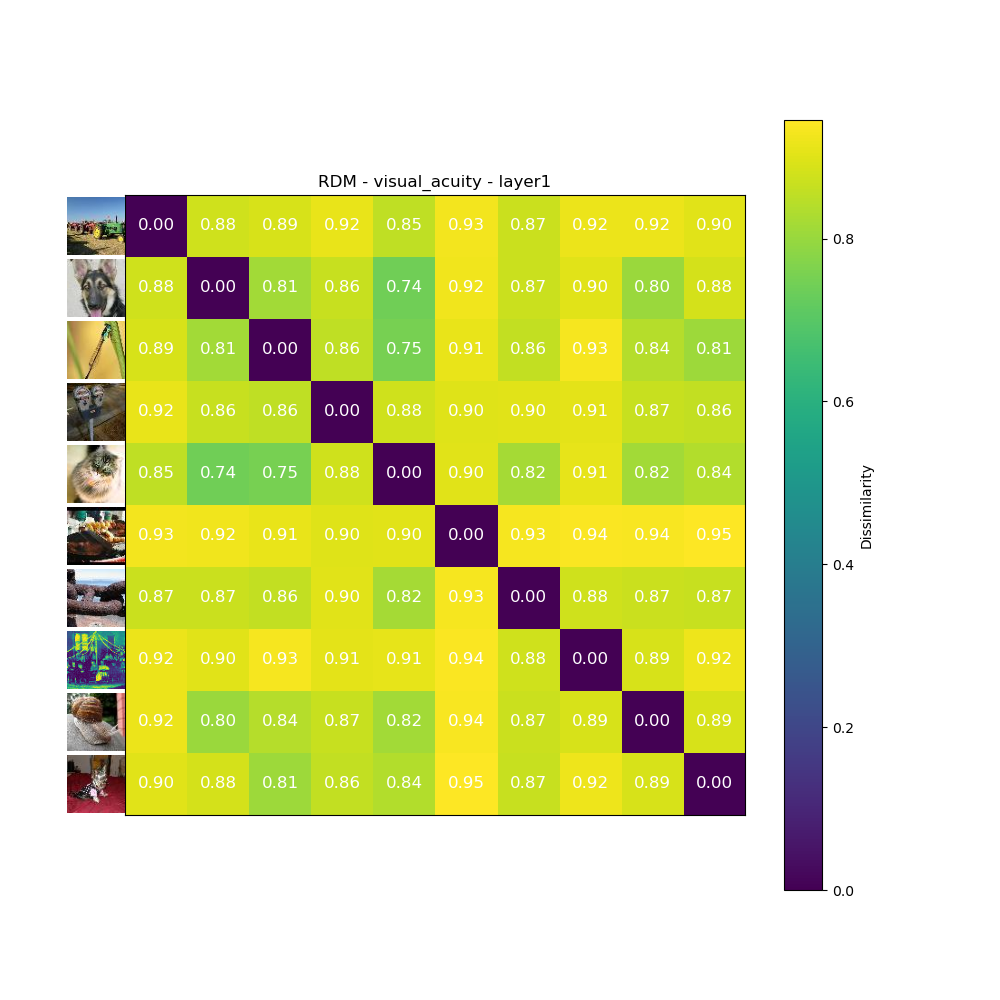 RDM - visual_acuity - layer1
0.00 0.88 0.89 0.92 0.85 0.93 0.87 0.92 0.92 0.90
0.88 0.00 0.81 0.86 0.74 0.92 0.87 0.90 0.80 0.88
0.89 0.81 0.00 0.86 0.75 0.91 0.86 0.93 0.84 0.81
0.92 0.86 0.86 0.00 0.88 0.90 0.90 0.91 0.87 0.86
0.85 0.74 0.75 0.88 0.00 0.90 0.82 0.91 0.82 0.84
0.93 0.92 0.91 0.90 0.90 0.00 0.93 0.94 0.94 0.95
0.87 0.87 0.86 0.90 0.82 0.93 0.00 0.88 0.87 0.87
0.92 0.90 0.93 0.91 0.91 0.94 0.88 0.00 0.89 0.92
0.92 0.80 0.84 0.87 0.82 0.94 0.87 0.89 0.00 0.89
0.90 0.88 0.81 0.86 0.84 0.95 0.87 0.92 0.89 0.00
0.8
0.6
0.4
0.2
0.0
Dissimilarity